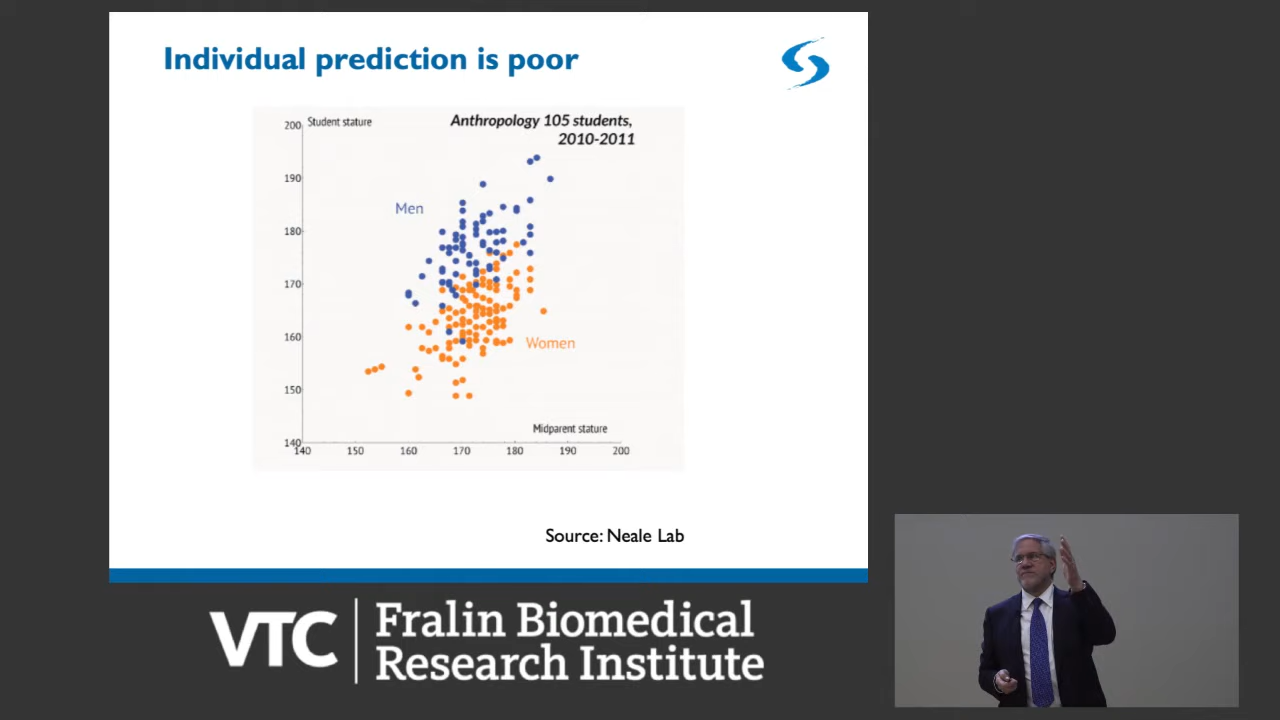 Individual prediction is poor
Anthropology 105 students,
2010-2011
Student stature
200
190
Men
180
170
160
Women
150
Midparent stature
140
140 150 160 170 180 190 200
Source: Neale Lab
VTC
Fralin Biomedical
Research Institute